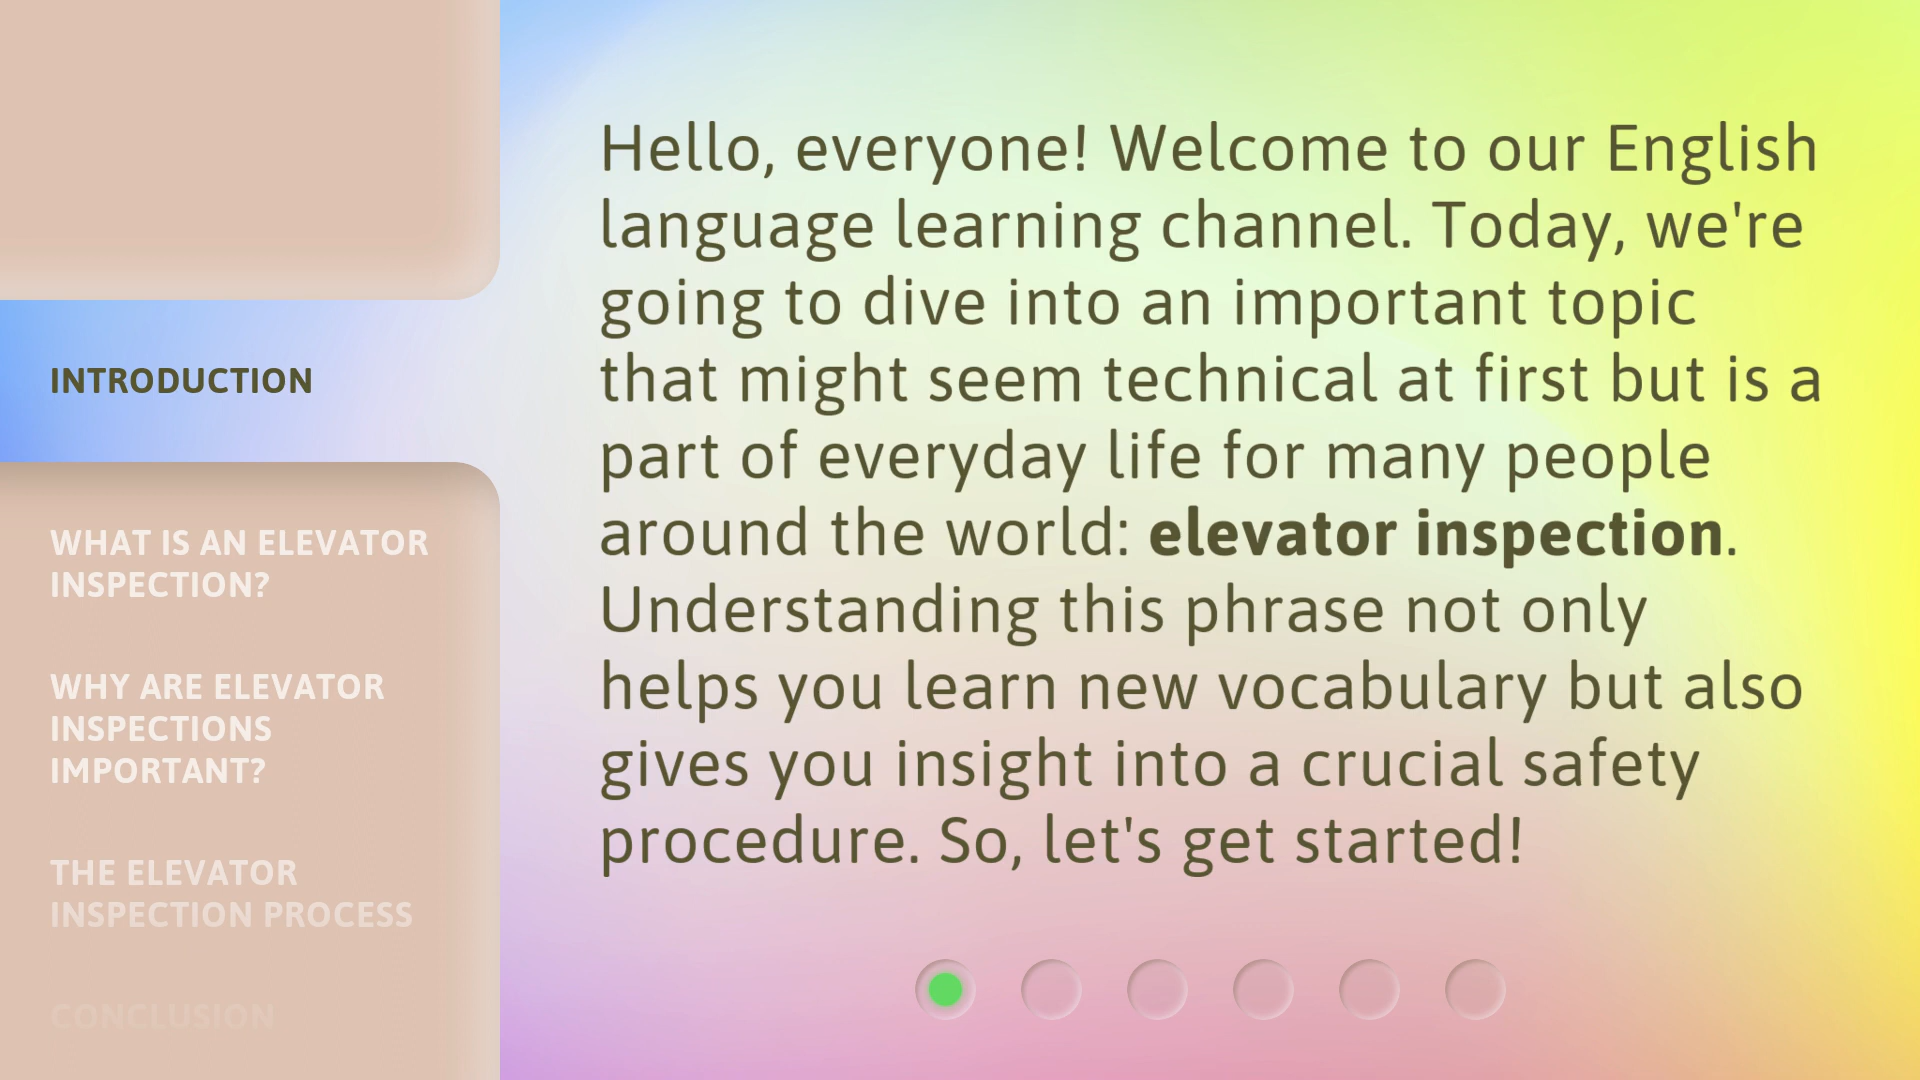 INTRODUCTION
WHAT IS AN ELEVATOR
INSPECTION?
WHY ARE ELEVATOR
INSPECTIONS
IMPORTANT?
THE ELEVATOR
INSPECTION PROCESS
CONCLUSION
Hello, everyone! Welcome to our English
language learning channel. Today, we're
going to dive into an important topic
that might seem technical at first but is a
part of everyday life for many people
around the world: elevator inspection.
Understanding this phrase not only
helps you learn new vocabulary but also
gives you insight into a crucial safety
procedure. So, let's get started!